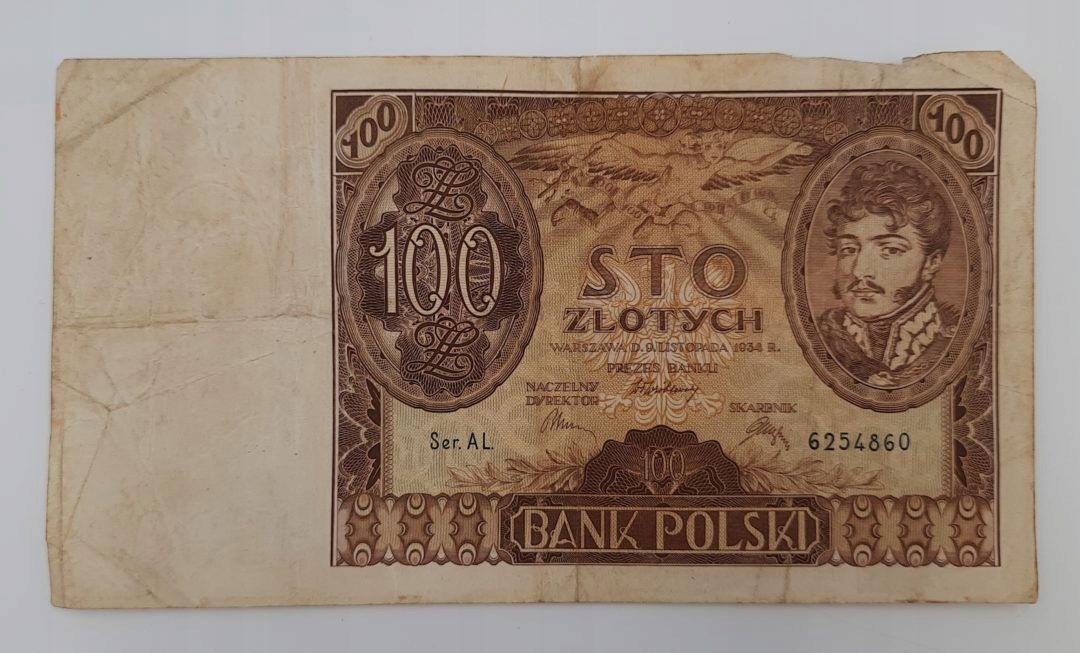 100
100
100
STO
ZŁOTYCH
WARSZAWA D. 9 LISTOPADA 1934 R.
PREZES BANKU
NACZELNY
DYREKTOR
SKARBNIK
Ser. AL.
6254860
100
BANK POLSKI